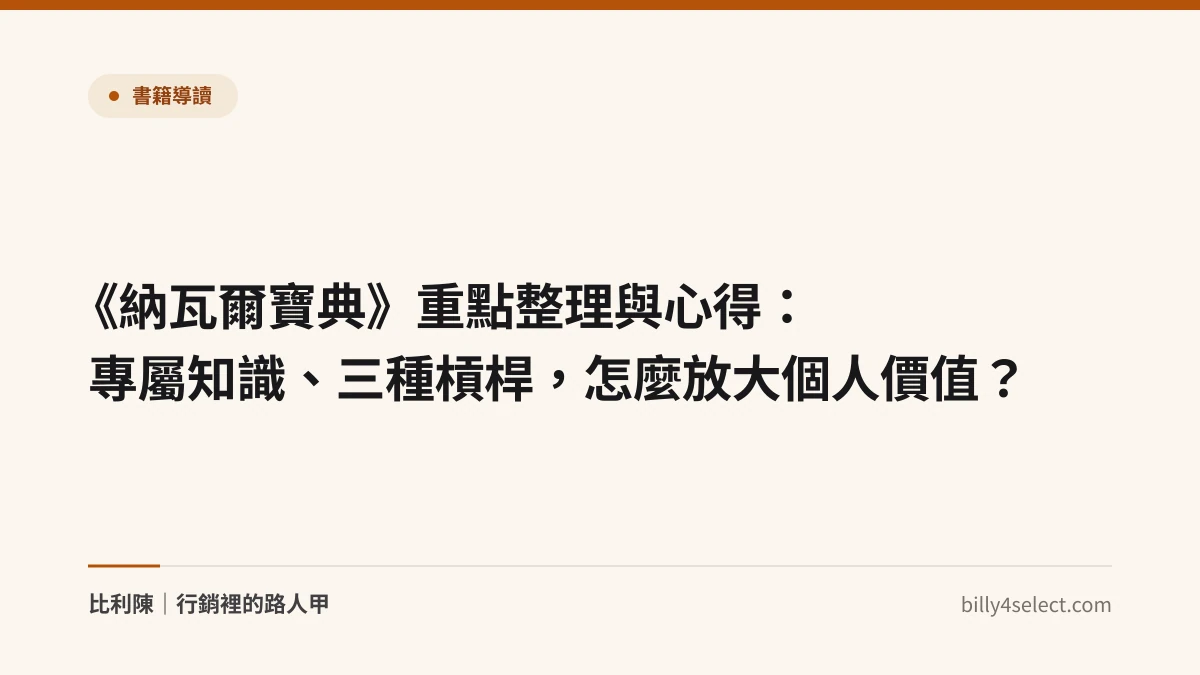 書籍導讀
《納瓦爾寶典》重點整理與心得：
專屬知識、三種槓桿，怎麼放大個人價值？
比利陳｜行銷裡的路人甲
billy4select.com